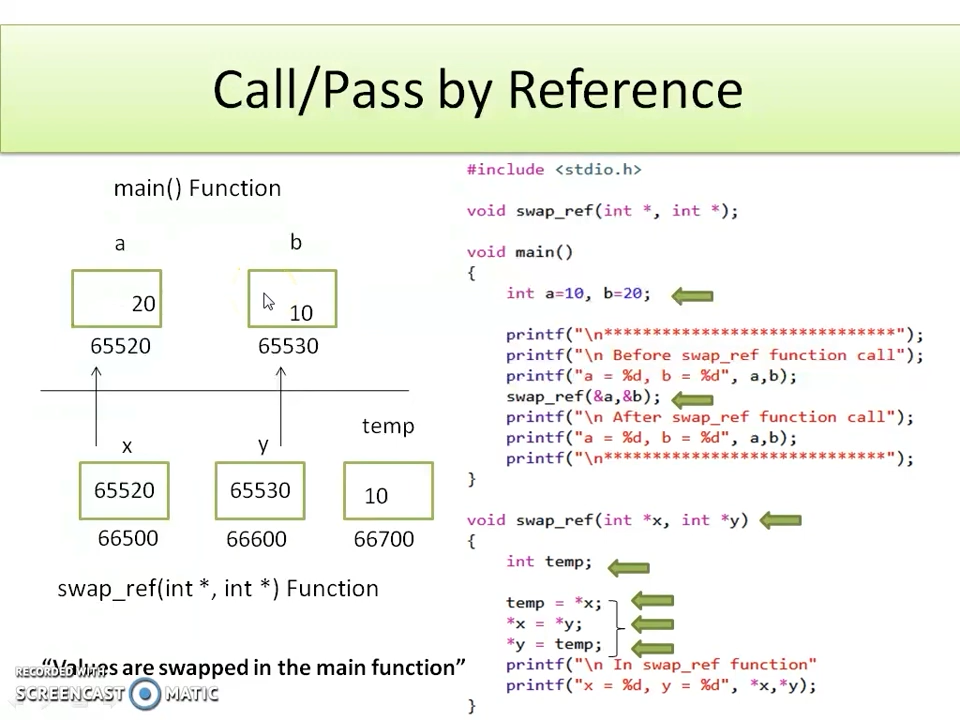 Call/Pass by Reference
main() Function
a
b
20
10
65520
65530
x
y
temp
65520
65530
10
66500
66600
66700
swap_ref(int *, int *) Function
“Values are swapped in the main function”
RECORDED WITH
SCREENCAST MATIC
#include <stdio.h>
void swap_ref(int *, int *);
void main()
{
int a=10, b=20;
printf("\n******************************");
printf("\n Before swap_ref function call");
printf("a = %d, b = %d", a,b);
swap_ref(&a,&b);
printf("\n After swap_ref function call");
printf("a = %d, b = %d", a,b);
printf("\n*****************************");
}
void swap_ref(int *x, int *y)
{
int temp;
temp = *x;
*x = *y;
*y = temp;
printf("\n In swap_ref function"
printf("x = %d, y = %d", *x,*y);
}